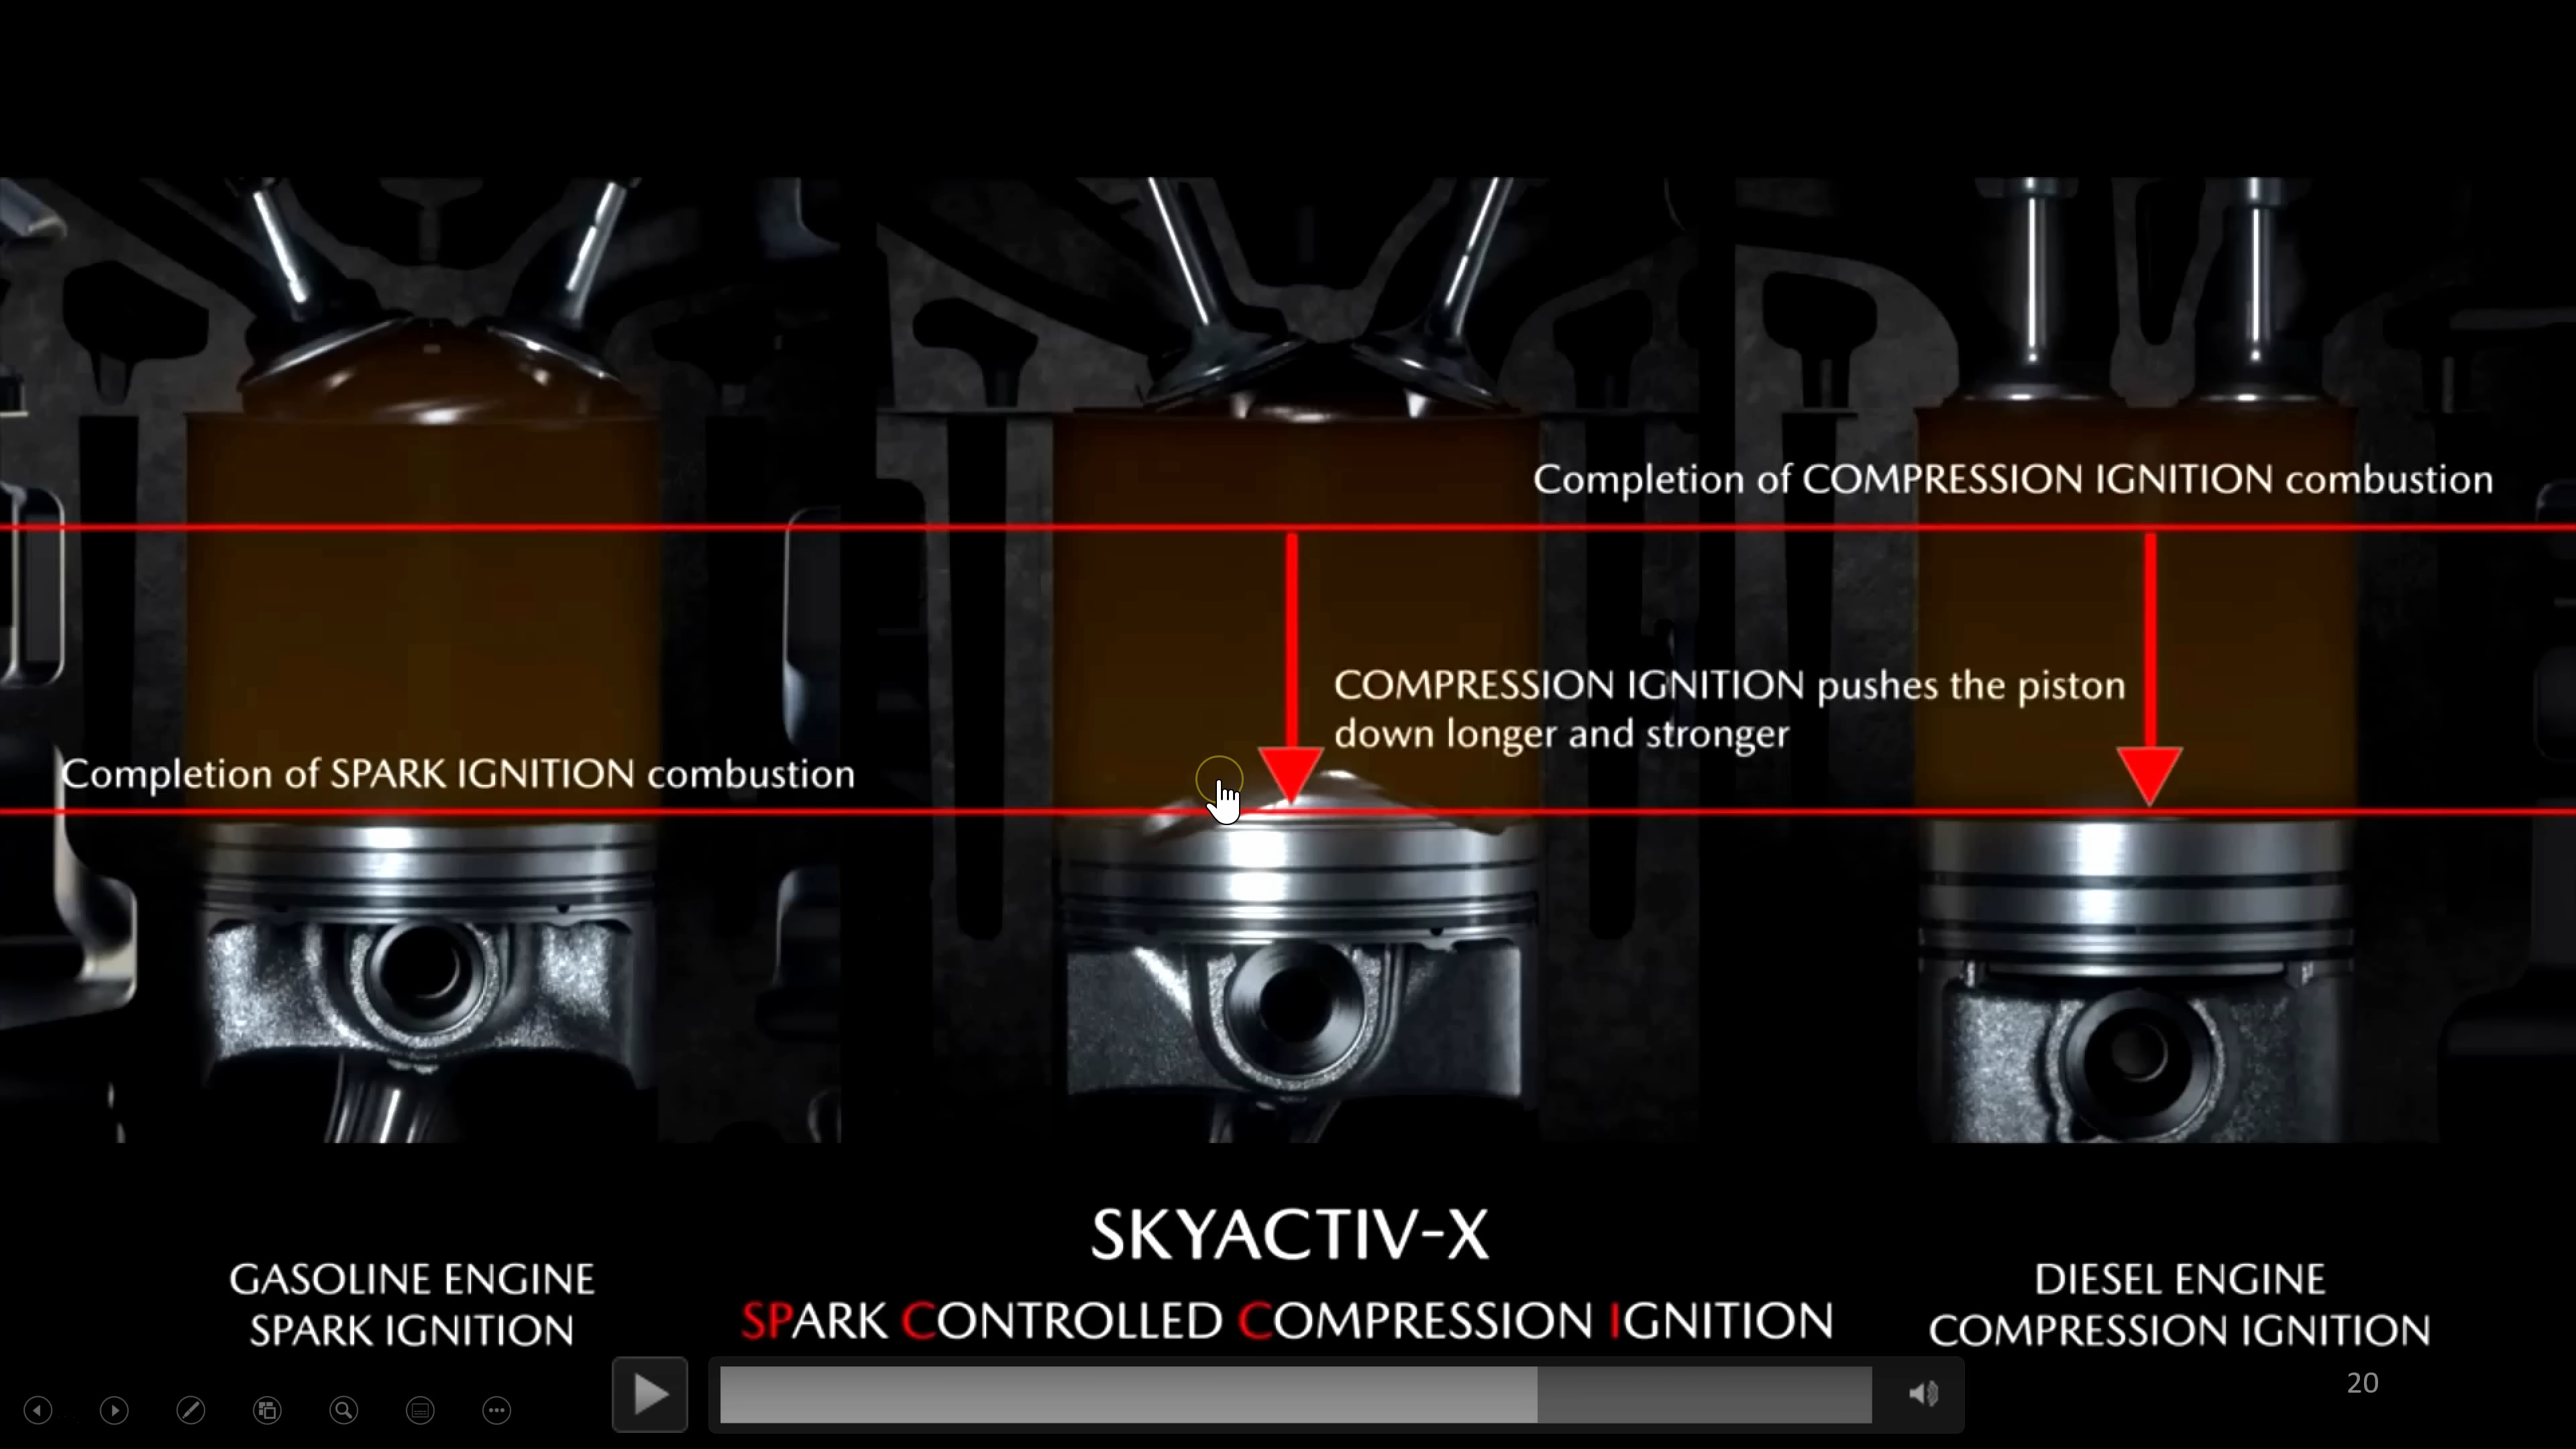 Completion of COMPRESSION IGNITION combustion
COMPRESSION IGNITION pushes the piston
down longer and stronger
Completion of SPARK IGNITION combustion
GASOLINE ENGINE
SPARK IGNITION
SKYACTIV-X
SPARK CONTROLLED COMPRESSION IGNITION
DIESEL ENGINE
COMPRESSION IGNITION
20